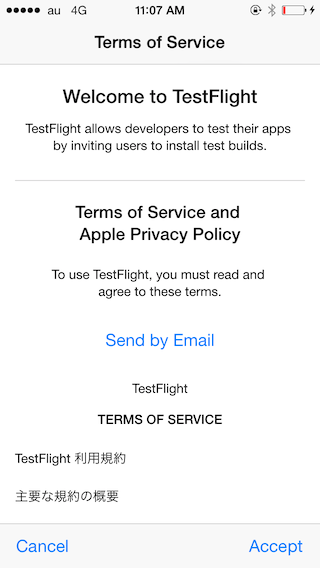 au 4G 11:07 AM
Terms of Service
Welcome to TestFlight
TestFlight allows developers to test their apps
by inviting users to install test builds.
Terms of Service and
Apple Privacy Policy
To use TestFlight, you must read and
agree to these terms.
Send by Email
TestFlight
TERMS OF SERVICE
TestFlight 利用規約
主要な規約の概要
Cancel Accept